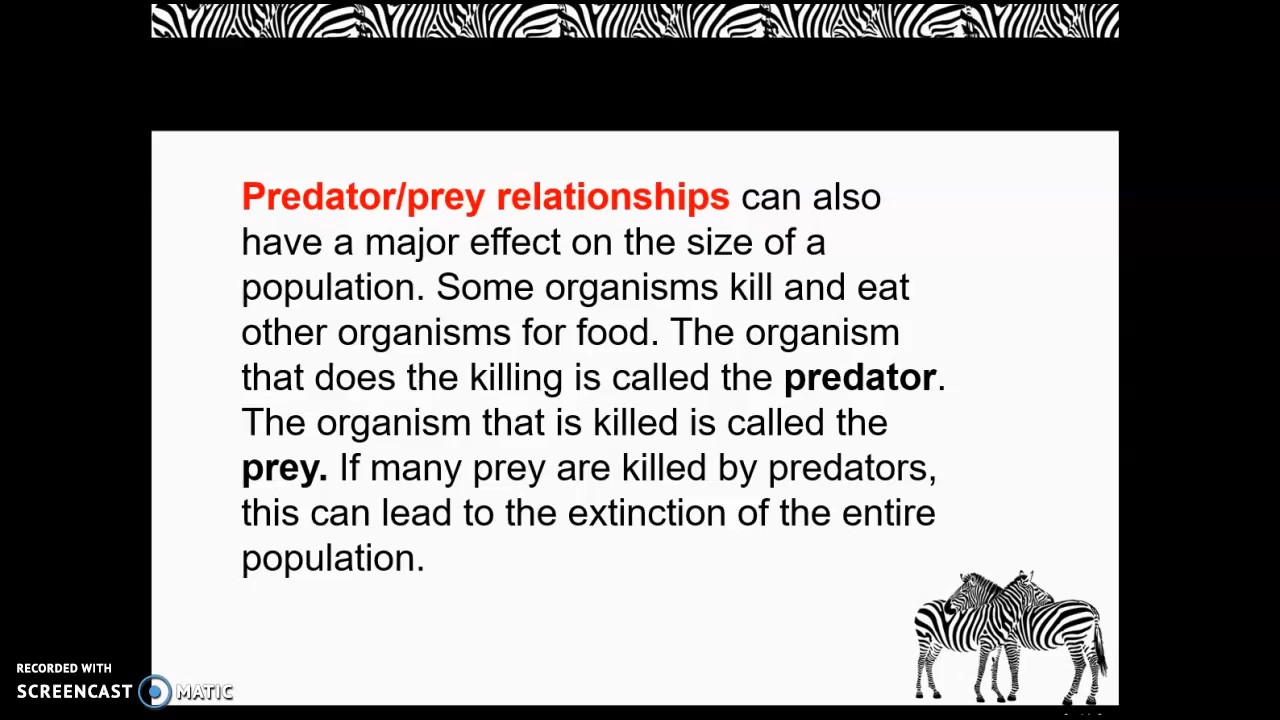 Predator/prey relationships can also
have a major effect on the size of a
population. Some organisms kill and eat
other organisms for food. The organism
that does the killing is called the predator.
The organism that is killed is called the
prey. If many prey are killed by predators,
this can lead to the extinction of the entire
population.
RECORDED WITH
SCREENCAST MATIC